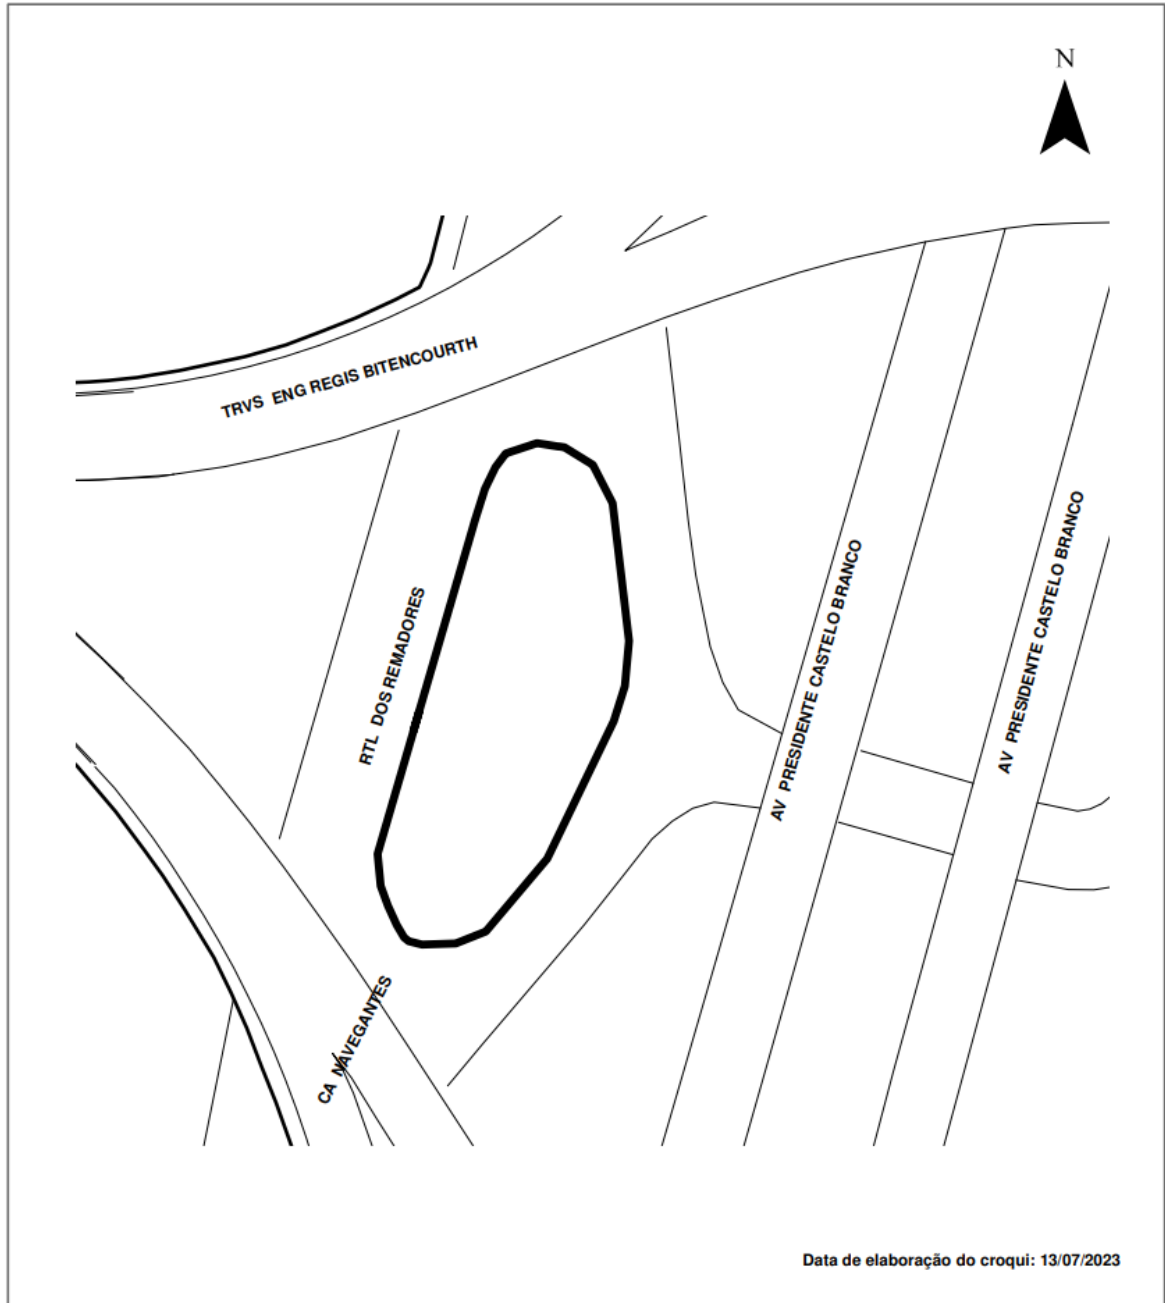 N
TRVS ENG REGIS BITENCOURTH
RTL DOS REMADORES
AV PRESIDENTE CASTELO BRANCO
AV PRESIDENTE CASTELO BRANCO
CA NAVEGANTES
Data de elaboração do croqui: 13/07/2023